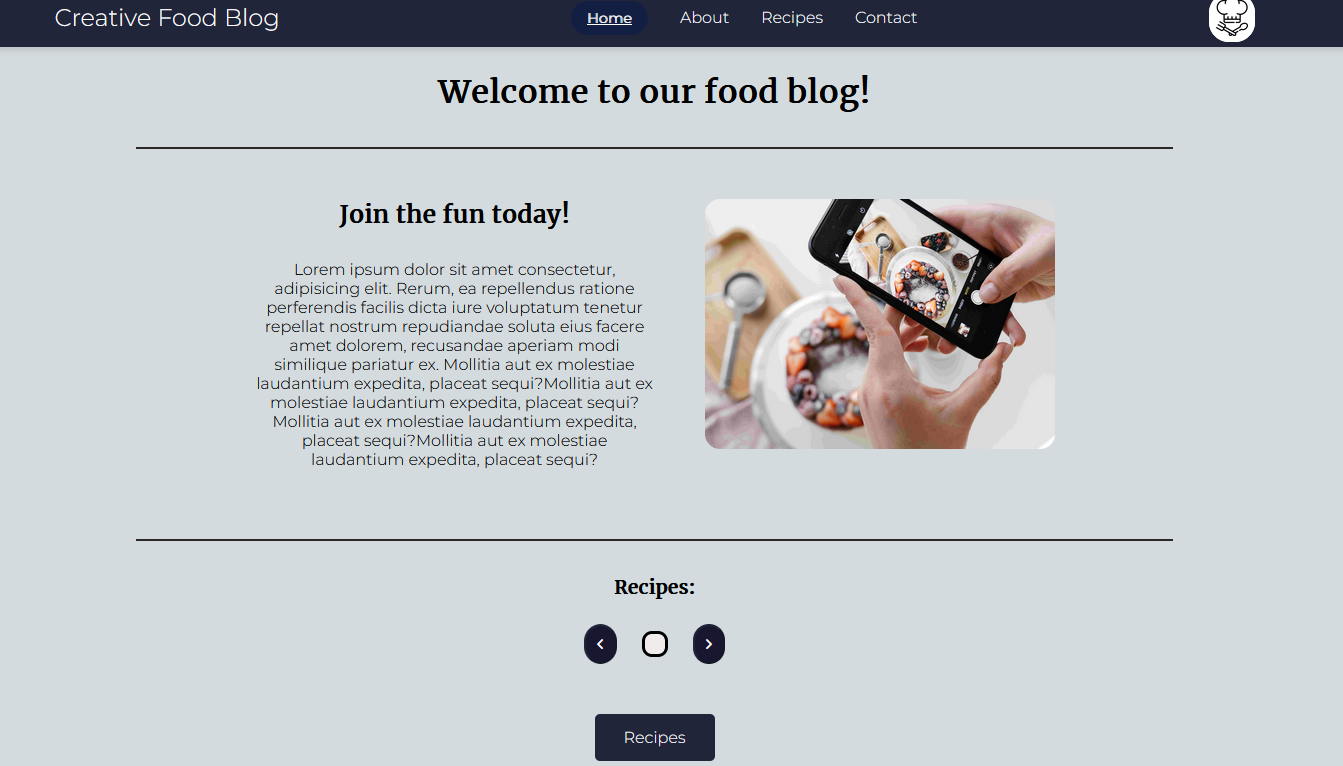 Creative Food Blog
Home
About
Recipes
Contact
Welcome to our food blog!
Join the fun today!
Lorem ipsum dolor sit amet consectetur,
adipisicing elit. Rerum, ea repellendus ratione
perferendis facilis dicta iure voluptatum tenetur
repellat nostrum repudiandae soluta eius facere
amet dolorem, recusandae aperiam modi
similique pariatur ex. Mollitia aut ex molestiae
laudantium expedita, placeat sequi?Mollitia aut ex
molestiae laudantium expedita, placeat sequi?
Mollitia aut ex molestiae laudantium expedita,
placeat sequi?Mollitia aut ex molestiae
laudantium expedita, placeat sequi?
Recipes:
Recipes